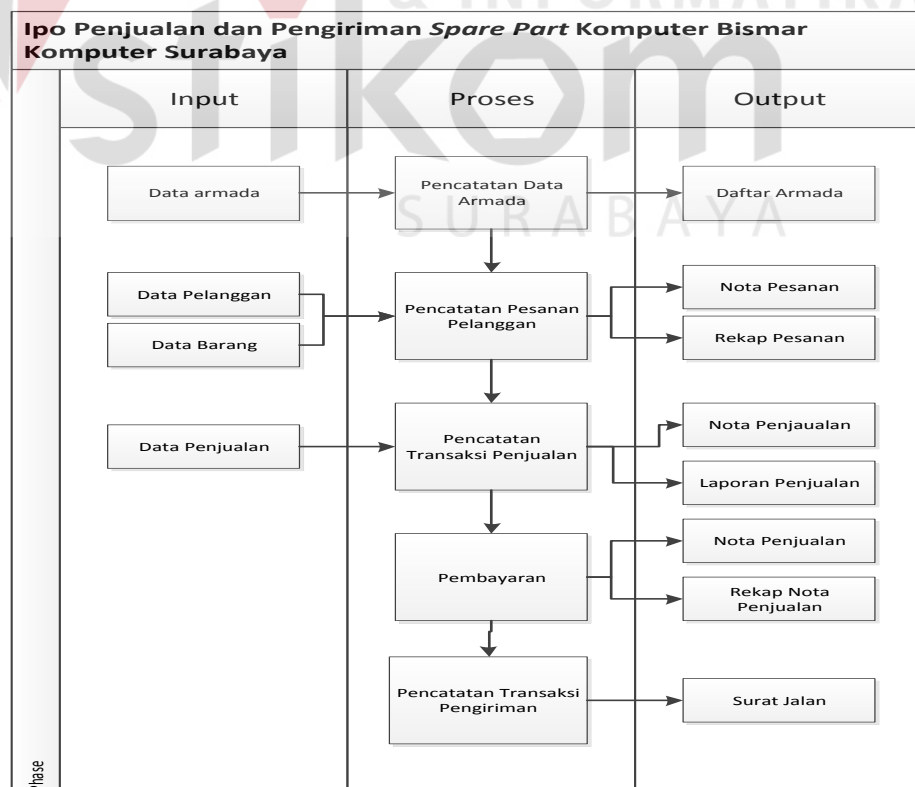 & INFORMATIKA
Ipo Penjualan dan Pengiriman Spare Part Komputer Bismar
Komputer Surabaya
stikom
SURABAYA
Input
Proses
Output
Data armada
Pencatatan Data
Armada
Daftar Armada
Data Pelanggan
Data Barang
Pencatatan Pesanan
Pelanggan
Nota Pesanan
Rekap Pesanan
Data Penjualan
Pencatatan
Transaksi Penjualan
Nota Penjaualan
Laporan Penjualan
Pembayaran
Nota Penjualan
Rekap Nota
Penjualan
Pencatatan Transaksi
Pengiriman
Surat Jalan
Phase